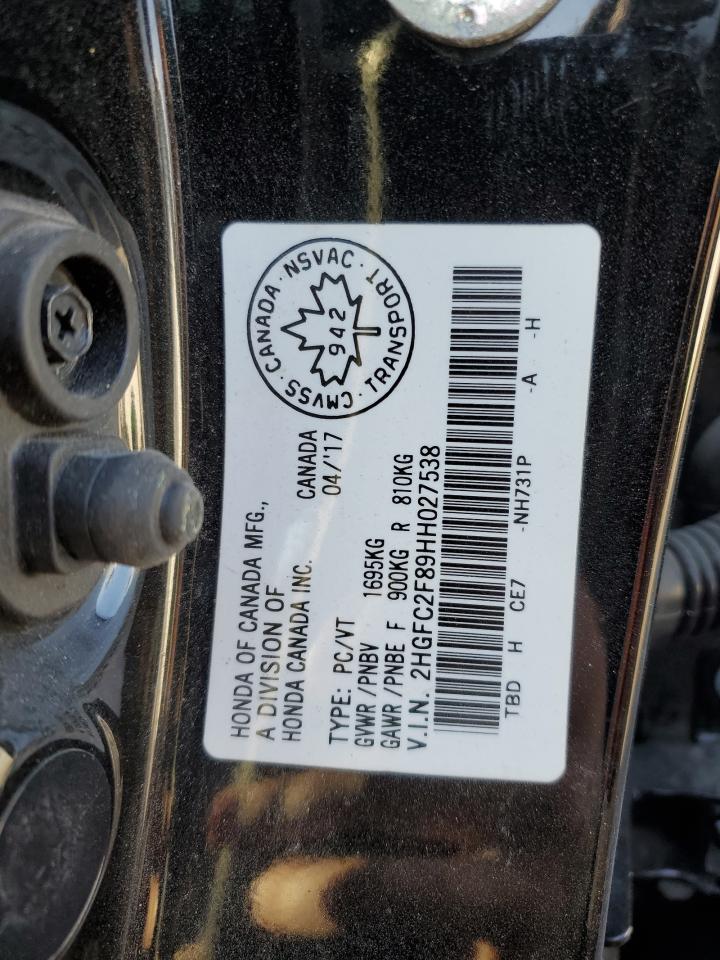 HONDA OF CANADA MFG.,
A DIVISION OF
HONDA CANADA INC. CANADA
04/'17
CMVSS·CANADA·NSVAC·TRANSPORT·
942
TYPE: PC/VT
GVWR/PNBV 1695KG
GAWR/PNBE F 900KG R 810KG
V.I.N. 2HGFC2F89HH027538
TBD H CE7 -NH731P -A -H